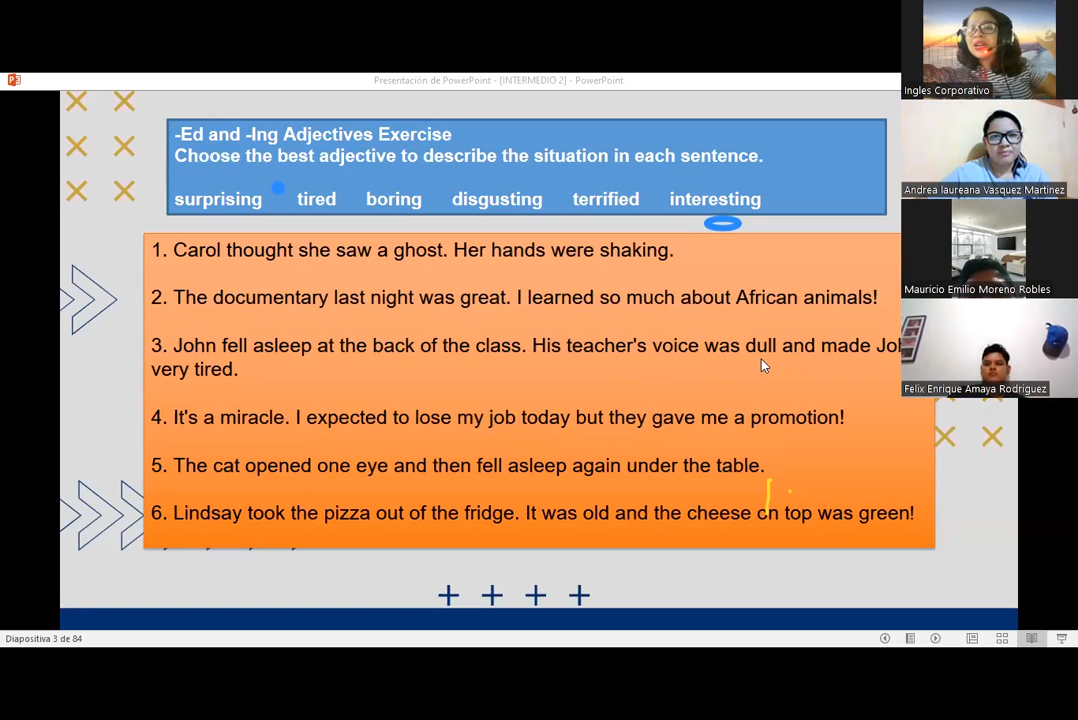 Presentación de PowerPoint - [INTERMEDIO 2] - PowerPoint
Ingles Corporativo
-Ed and -Ing Adjectives Exercise
Choose the best adjective to describe the situation in each sentence.
surprising tired boring disgusting terrified interesting
Andrea laureana Vasquez Martinez
1. Carol thought she saw a ghost. Her hands were shaking.
Mauricio Emilio Moreno Robles
2. The documentary last night was great. I learned so much about African animals!
3. John fell asleep at the back of the class. His teacher's voice was dull and made
very tired.
Felix Enrique Amaya Rodriguez
4. It's a miracle. I expected to lose my job today but they gave me a promotion!
5. The cat opened one eye and then fell asleep again under the table.
6. Lindsay took the pizza out of the fridge. It was old and the cheese on top was green!
Diapositiva 3 de 84